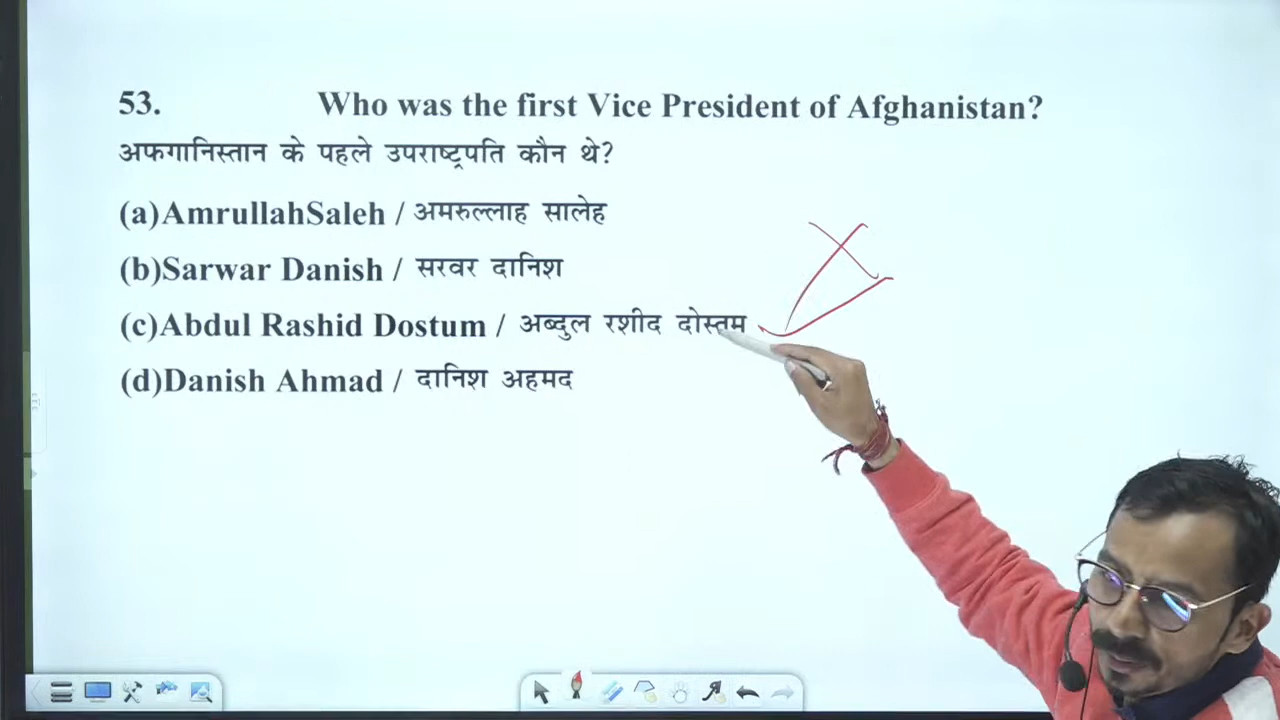 53. Who was the first Vice President of Afghanistan?
अफगानिस्तान के पहले उपराष्ट्रपति कौन थे?
(a)AmrullahSaleh / अमरुल्लाह सालेह
(b)Sarwar Danish / सरवर दानिश
(c)Abdul Rashid Dostum / अब्दुल रशीद दोस्तम
(d)Danish Ahmad / दानिश अहमद